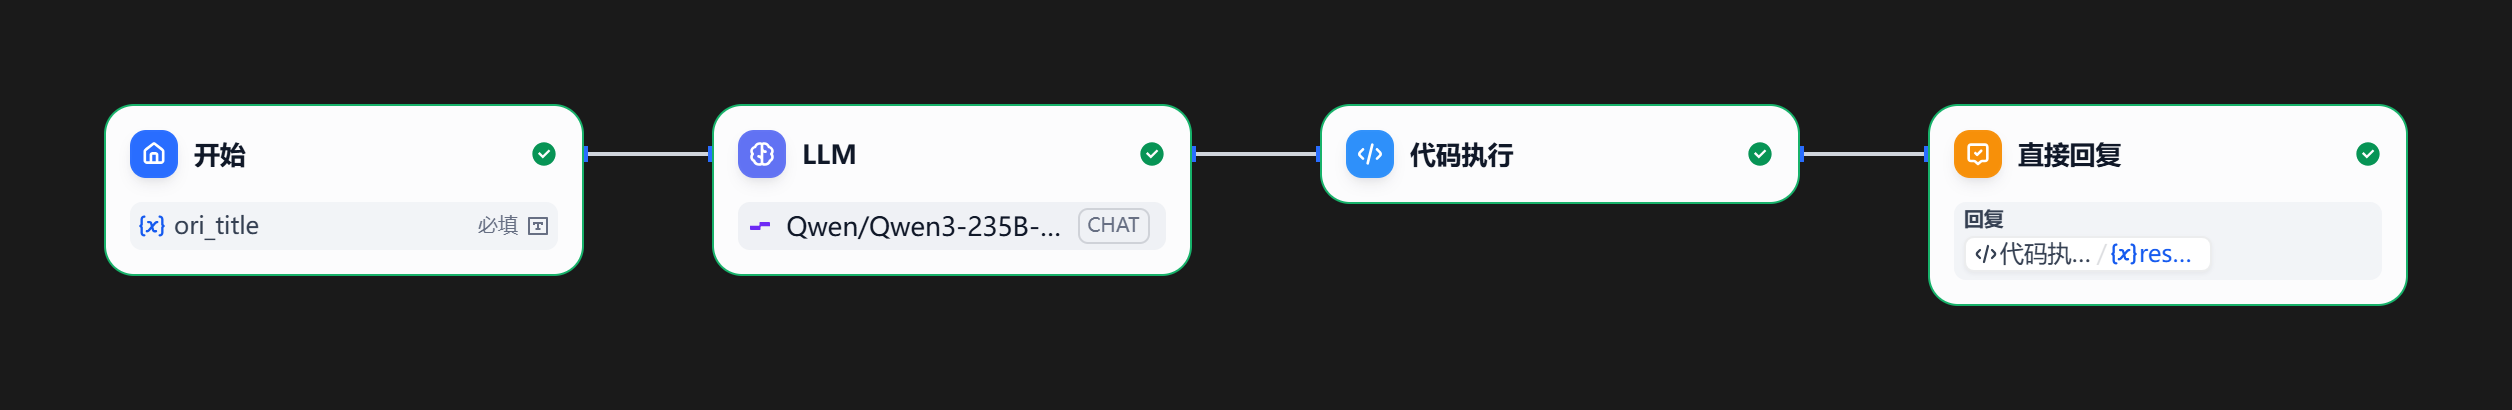 开始
{x} ori_title 必填
LLM
Qwen/Qwen3-235B-... CHAT
代码执行
直接回复
回复
</>代码执... / {x}res...